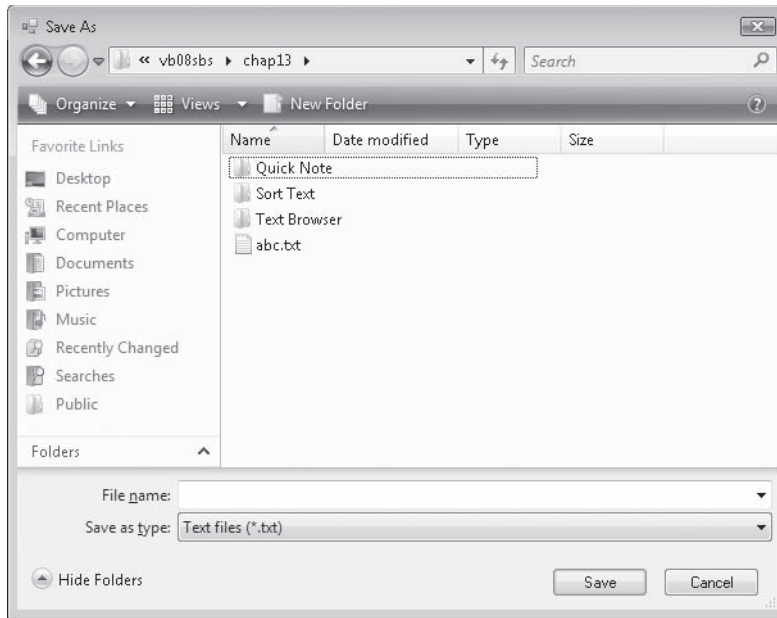 Save As
« vb08sbs ▸ chap13 ▸ Search
Organize Views New Folder
Favorite Links
Desktop
Recent Places
Computer
Documents
Pictures
Music
Recently Changed
Searches
Public
Folders
Name Date modified Type Size
Quick Note
Sort Text
Text Browser
abc.txt
File name:
Save as type: Text files (*.txt)
Hide Folders Save Cancel